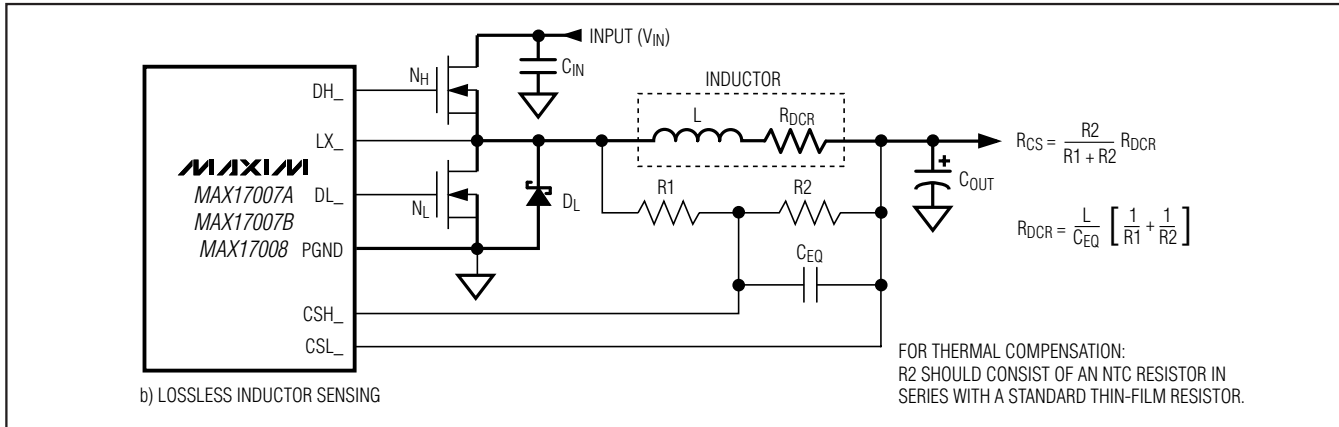 INPUT (VIN)
NH
CIN
DH_
INDUCTOR
L
RDCR
LX_
RCS = R2 / (R1 + R2) RDCR
MAXIM
MAX17007A
MAX17007B
MAX17008
DL_
NL
DL
R1
R2
COUT
+
PGND
RDCR = L / CEQ [ 1 / R1 + 1 / R2 ]
CEQ
CSH_
CSL_
FOR THERMAL COMPENSATION:
R2 SHOULD CONSIST OF AN NTC RESISTOR IN
SERIES WITH A STANDARD THIN-FILM RESISTOR.
b) LOSSLESS INDUCTOR SENSING